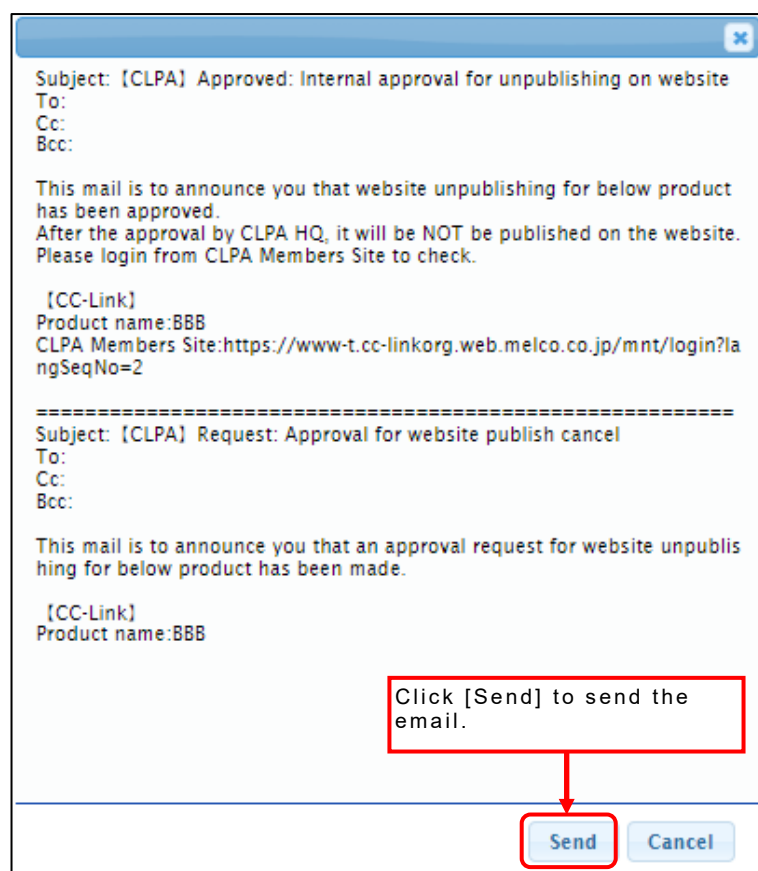 Subject:【CLPA】Approved: Internal approval for unpublishing on website
To:
Cc:
Bcc:
This mail is to announce you that website unpublishing for below product
has been approved.
After the approval by CLPA HQ, it will be NOT be published on the website.
Please login from CLPA Members Site to check.
【CC-Link】
Product name:BBB
CLPA Members Site:https://www-t.cc-linkorg.web.melco.co.jp/mnt/login?la
ngSeqNo=2
=========================================================
Subject:【CLPA】Request: Approval for website publish cancel
To:
Cc:
Bcc:
This mail is to announce you that an approval request for website unpublis
hing for below product has been made.
【CC-Link】
Product name:BBB
Click [Send] to send the
email.
Send Cancel